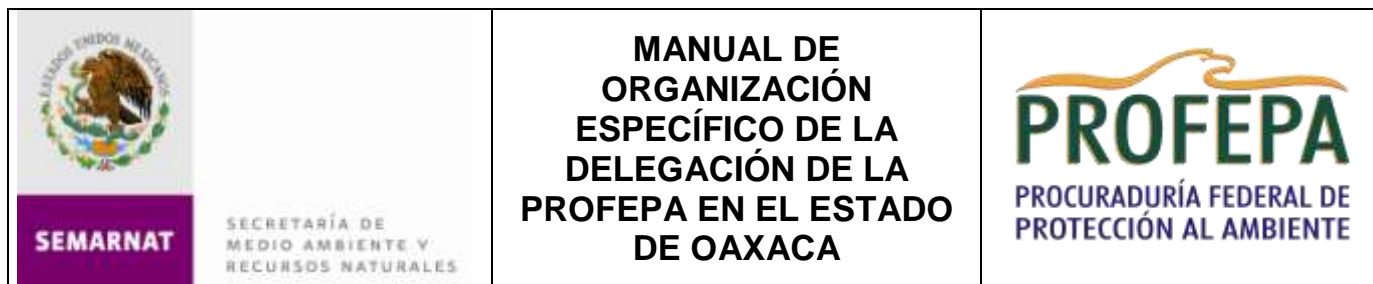 ESTADOS UNIDOS MEXICANOS
SEMARNAT
SECRETARÍA DE
MEDIO AMBIENTE Y
RECURSOS NATURALES
MANUAL DE
ORGANIZACIÓN
ESPECÍFICO DE LA
DELEGACIÓN DE LA
PROFEPA EN EL ESTADO
DE OAXACA
PROFEPA
PROCURADURÍA FEDERAL DE
PROTECCIÓN AL AMBIENTE